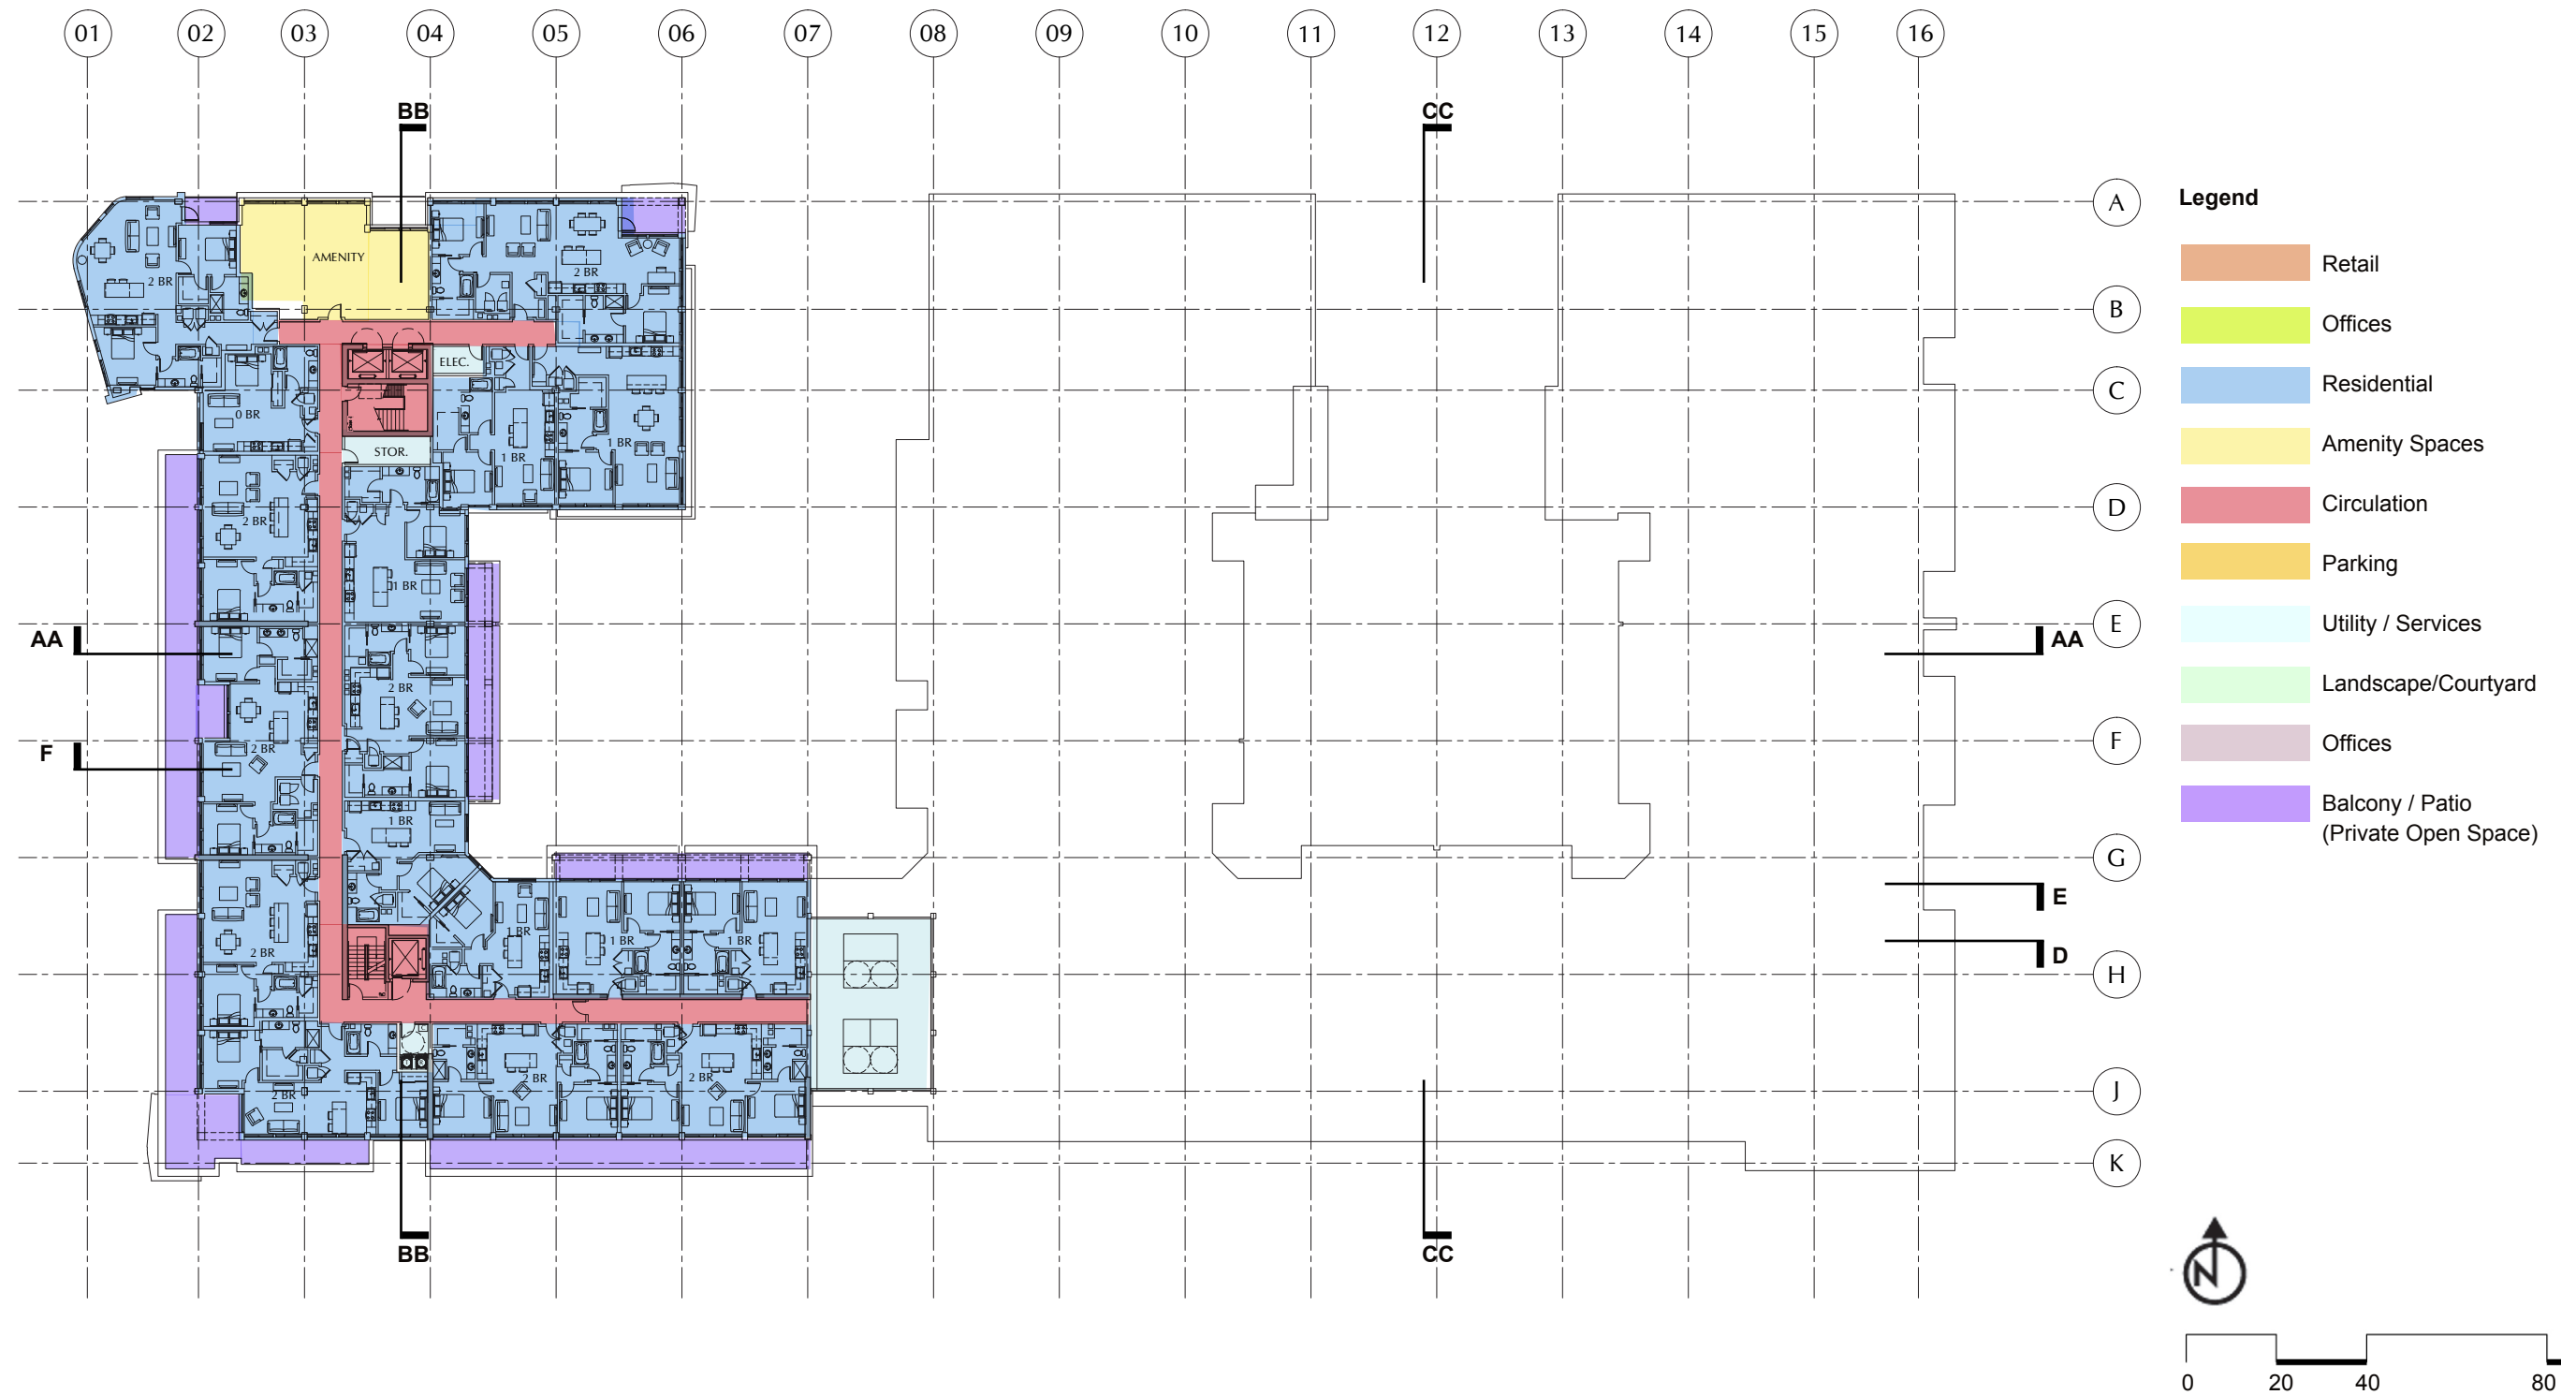 01 02 03 04 05 06 07 08 09 10 11 12 13 14 15 16
BB CC
A
Legend
AMENITY
Retail
2 BR
2 BR
B
Offices
ELEC.
C
Residential
0 BR
1 BR
Amenity Spaces
STOR.
1 BR
D
Circulation
2 BR
Parking
1 BR
E
Utility / Services
AA AA
2 BR
Landscape/Courtyard
F
2 BR
F
Offices
1 BR
Balcony / Patio
(Private Open Space)
G
E
1 BR
1 BR
1 BR
2 BR
D
H
2 BR
2 BR
2 BR
J
K
BB CC
N
0 20 40 80